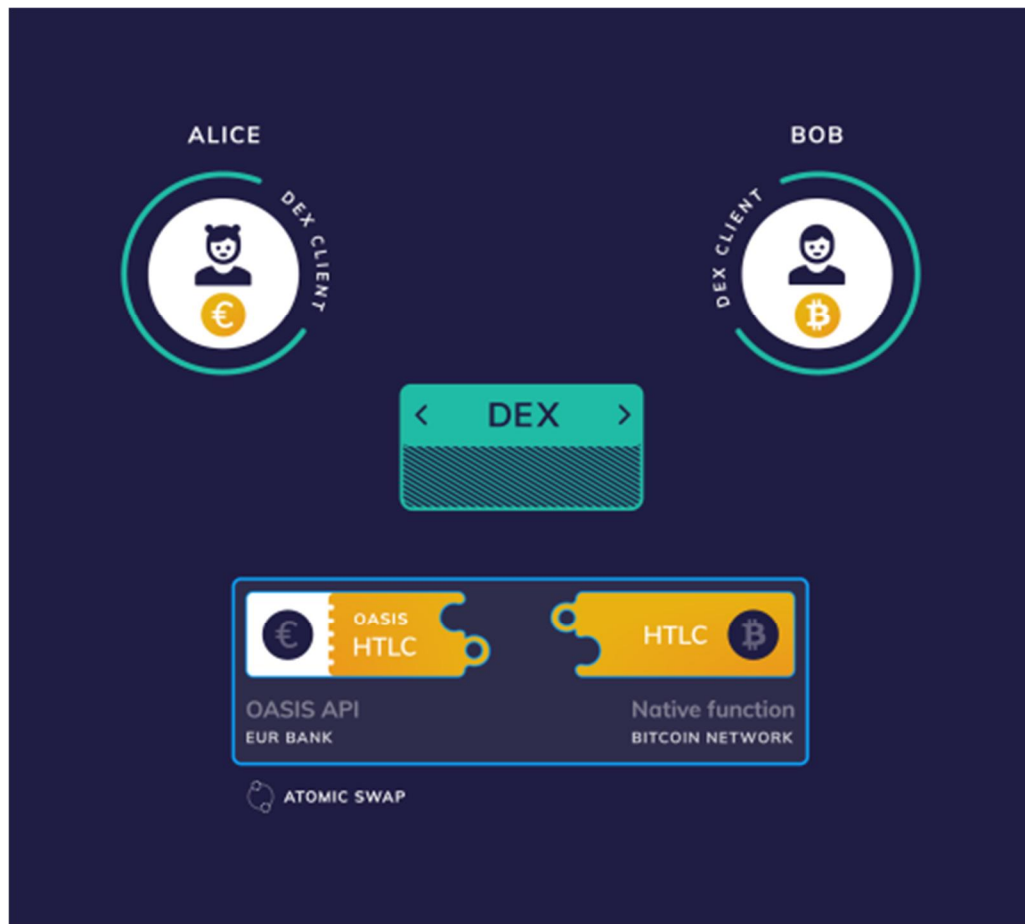 ALICE
BOB
DEX CLIENT
DEX CLIENT
€
₿
< DEX >
€
OASIS
HTLC
HTLC
₿
OASIS API
EUR BANK
Native function
BITCOIN NETWORK
ATOMIC SWAP